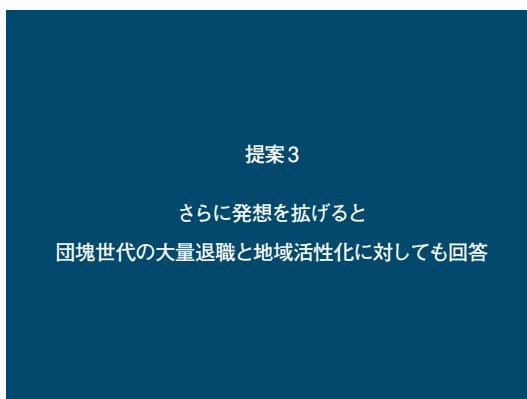 提案3
さらに発想を拡げると
団塊世代の大量退職と地域活性化に対しても回答